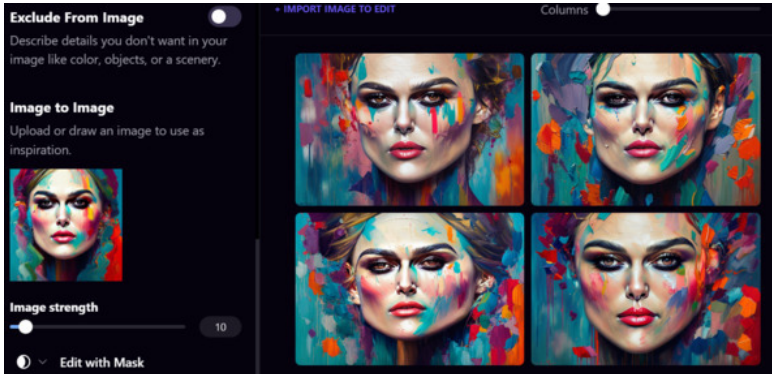 Exclude From Image
Describe details you don't want in your
image like color, objects, or a scenery.
Image to Image
Upload or draw an image to use as
inspiration.
Image strength
10
Edit with Mask
+ IMPORT IMAGE TO EDIT
Columns